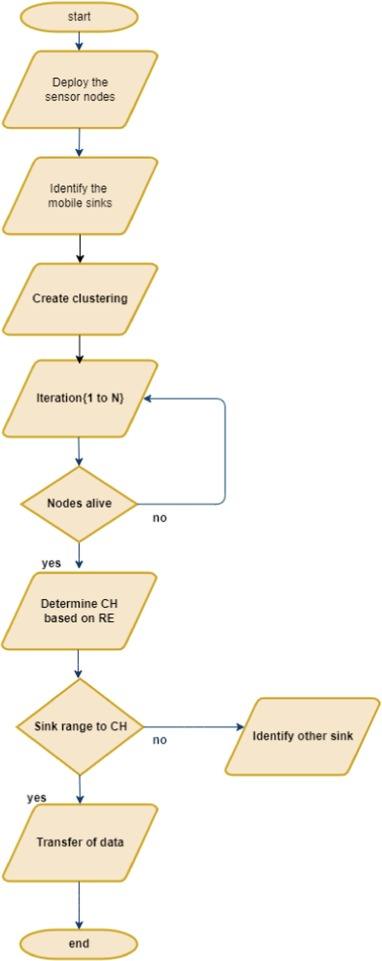 start
Deploy the
sensor nodes
Identify the
mobile sinks
Create clustering
Iteration{1 to N}
Nodes alive
no
yes
Determine CH
based on RE
Sink range to CH
no
Identify other sink
yes
Transfer of data
end